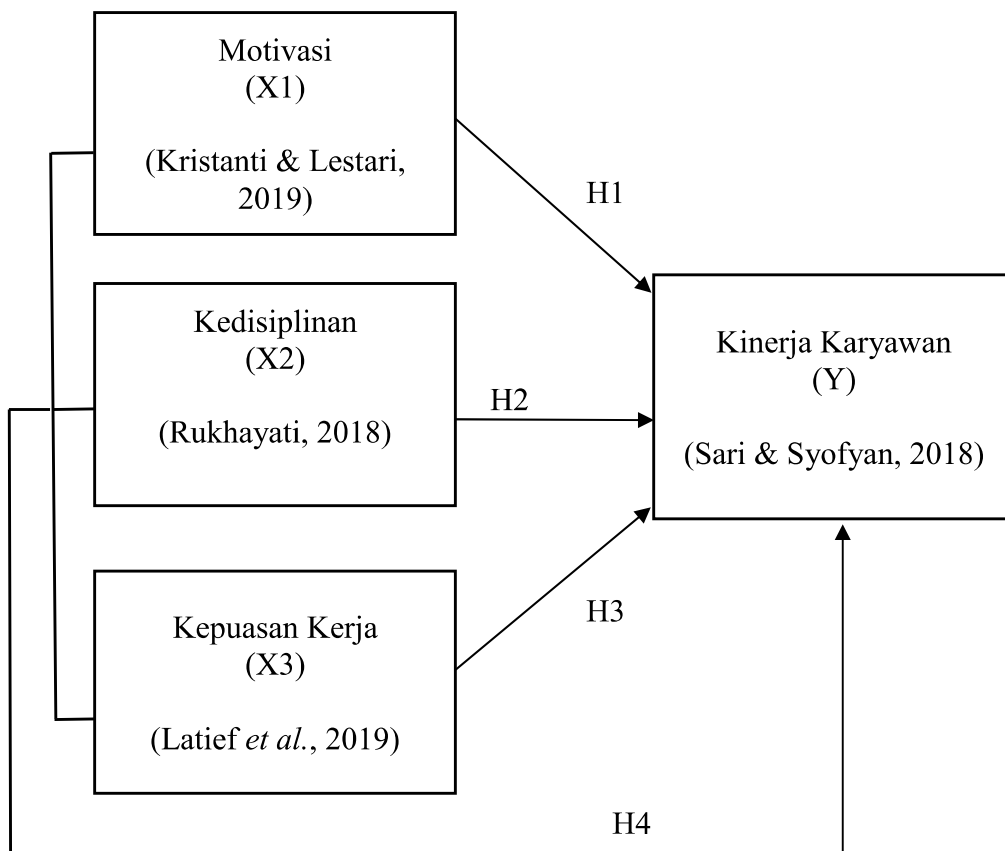 Motivasi
(X1)
(Kristanti & Lestari,
2019)
H1
Kedisiplinan
(X2)
(Rukhayati, 2018)
H2
Kinerja Karyawan
(Y)
(Sari & Syofyan, 2018)
Kepuasan Kerja
(X3)
(Latief et al., 2019)
H3
H4